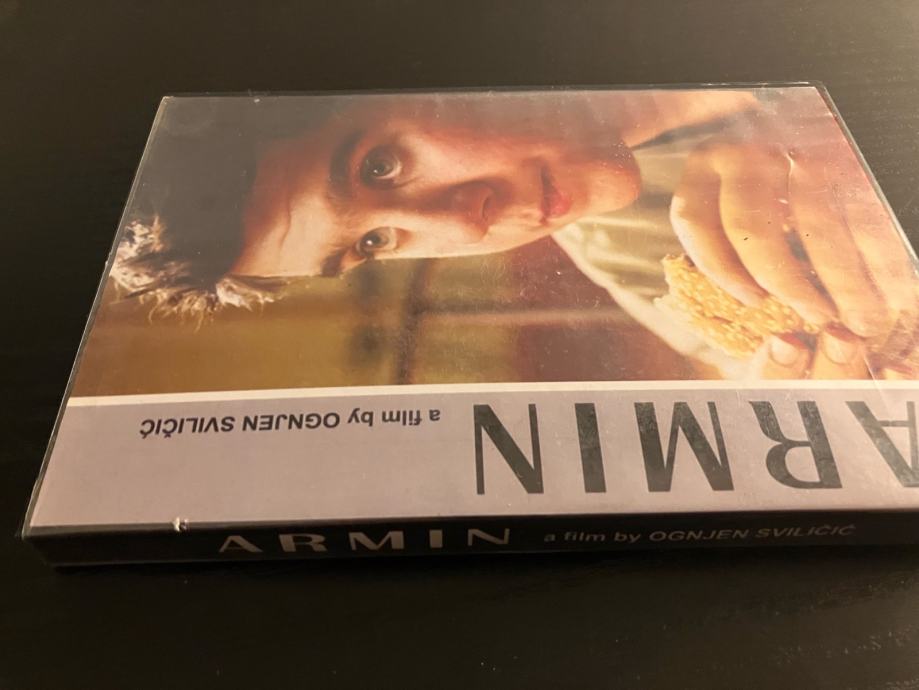 ARMIN
a film by OGNJEN SVILIČIĆ
ARMIN a film by OGNJEN SVILIČIĆ